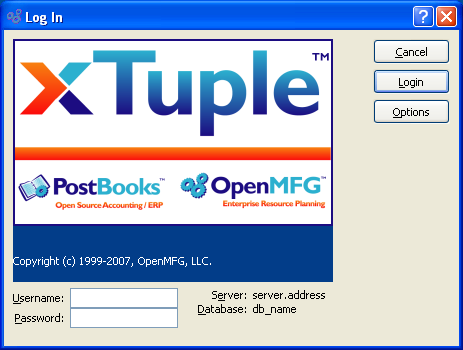 Log In
Cancel
Login
Options
xTuple™
PostBooks™
Open Source Accounting / ERP
OpenMFG™
Enterprise Resource Planning
Copyright (c) 1999-2007, OpenMFG, LLC.
Username:
Server: server.address
Password:
Database: db_name